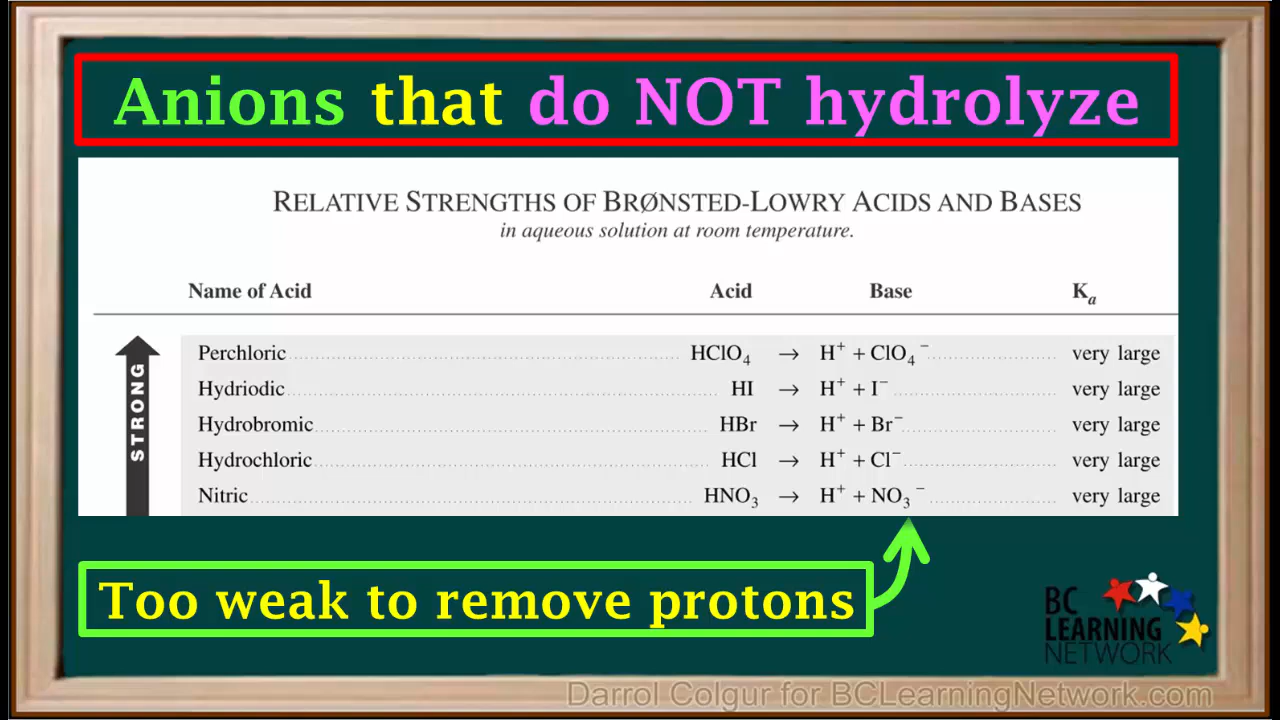 Anions that do NOT hydrolyze
RELATIVE STRENGTHS OF BRØNSTED-LOWRY ACIDS AND BASES
in aqueous solution at room temperature.
Name of Acid Acid Base Kₐ
STRONG
Perchloric HClO₄ → H⁺ + ClO₄⁻ very large
Hydriodic HI → H⁺ + I⁻ very large
Hydrobromic HBr → H⁺ + Br⁻ very large
Hydrochloric HCl → H⁺ + Cl⁻ very large
Nitric HNO₃ → H⁺ + NO₃⁻ very large
Too weak to remove protons
BC
LEARNING
NETWORK
Darrol Colgur for BCLearningNetwork.com